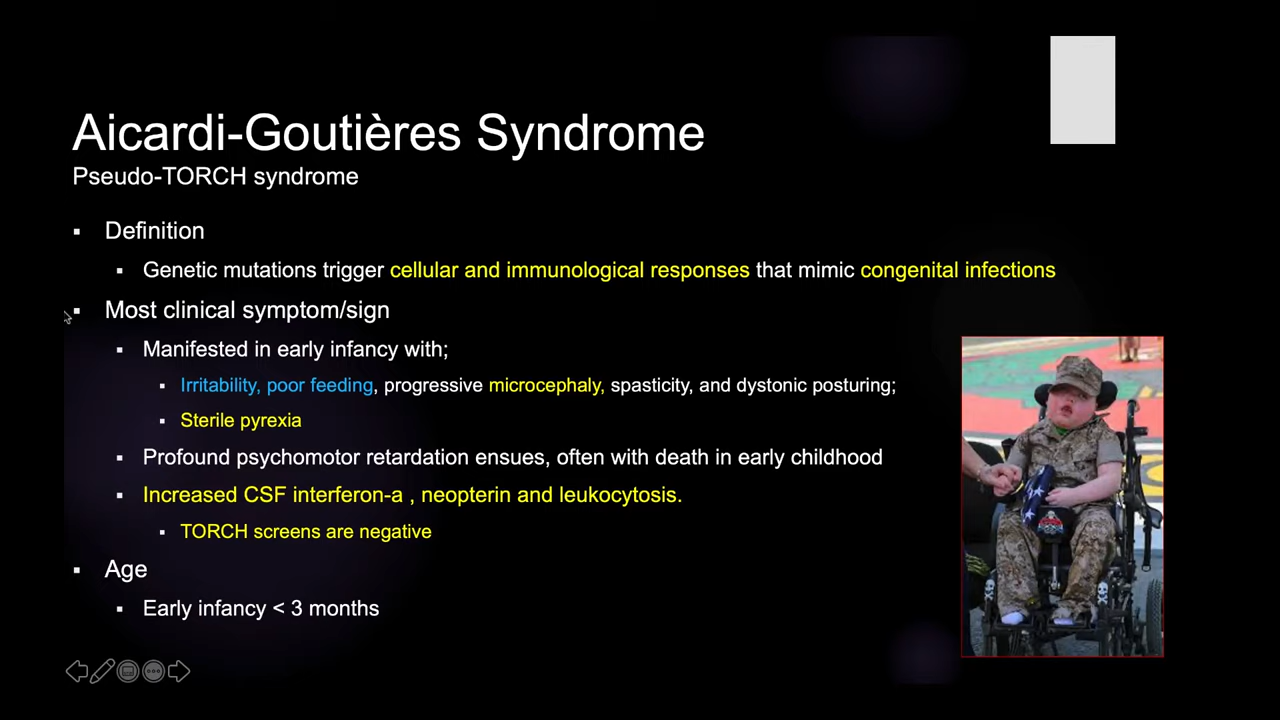 Aicardi-Goutières Syndrome
Pseudo-TORCH syndrome
Definition
Genetic mutations trigger cellular and immunological responses that mimic congenital infections
Most clinical symptom/sign
Manifested in early infancy with;
Irritability, poor feeding, progressive microcephaly, spasticity, and dystonic posturing;
Sterile pyrexia
Profound psychomotor retardation ensues, often with death in early childhood
Increased CSF interferon-a , neopterin and leukocytosis.
TORCH screens are negative
Age
Early infancy < 3 months